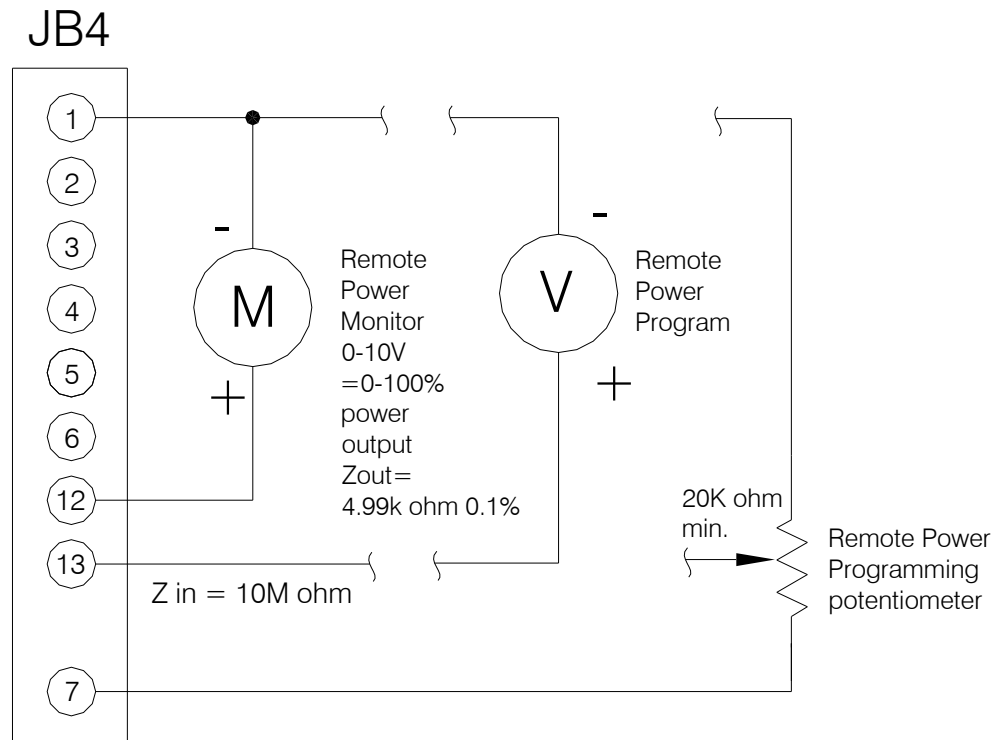 JB4
1
2
3
4
5
6
12
13
7
-
M
+
Remote
Power
Monitor
0-10V
=0-100%
power
output
Zout=
4.99k ohm 0.1%
-
V
+
Remote
Power
Program
Z in = 10M ohm
20K ohm
min.
Remote Power
Programming
potentiometer